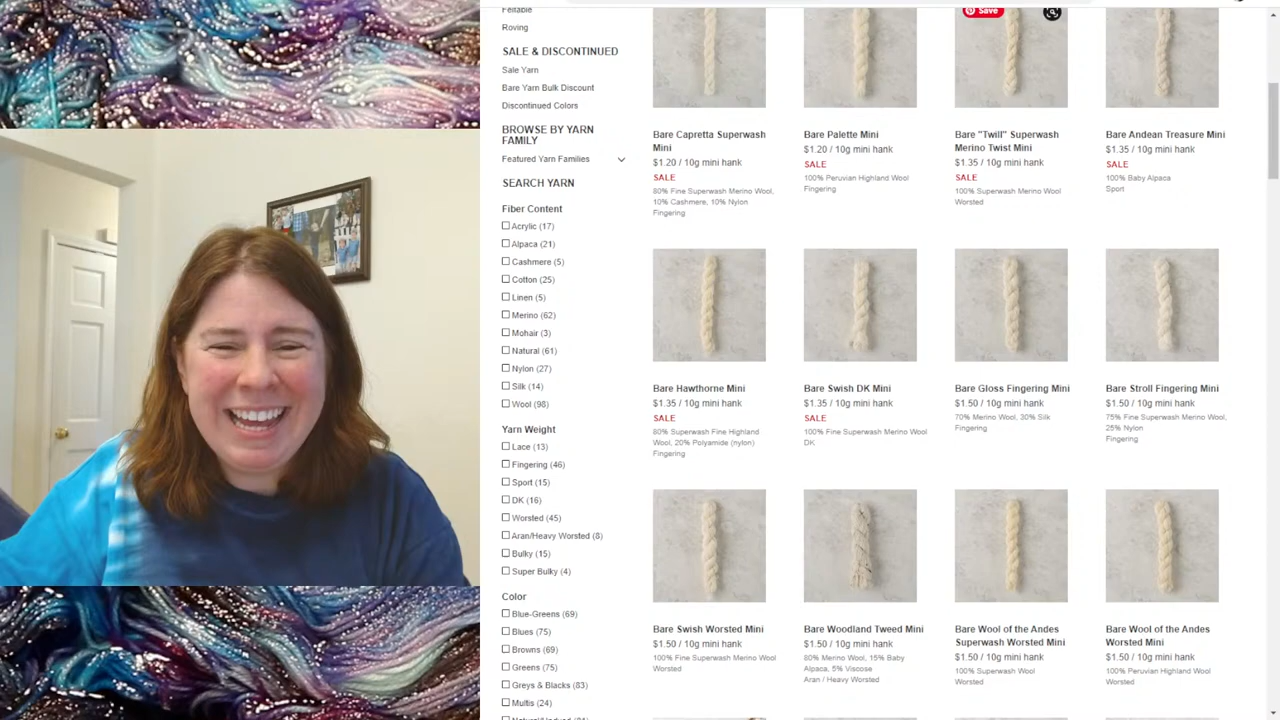 Feltable
Roving
SALE & DISCONTINUED
Sale Yarn
Bare Yarn Bulk Discount
Discontinued Colors
BROWSE BY YARN
FAMILY
Featured Yarn Families
SEARCH YARN
Fiber Content
Acrylic (17)
Alpaca (21)
Cashmere (5)
Cotton (25)
Linen (5)
Merino (62)
Mohair (3)
Natural (61)
Nylon (27)
Silk (14)
Wool (98)
Yarn Weight
Lace (13)
Fingering (46)
Sport (15)
DK (16)
Worsted (45)
Aran/Heavy Worsted (8)
Bulky (15)
Super Bulky (4)
Color
Blue-Greens (69)
Blues (75)
Browns (69)
Greens (75)
Greys & Blacks (83)
Multis (24)
Save
Bare Capretta Superwash
Mini
$1.20 / 10g mini hank
SALE
80% Fine Superwash Merino Wool,
10% Cashmere, 10% Nylon
Fingering
Bare Palette Mini
$1.20 / 10g mini hank
SALE
100% Peruvian Highland Wool
Fingering
Bare "Twill" Superwash
Merino Twist Mini
$1.35 / 10g mini hank
SALE
100% Superwash Merino Wool
Worsted
Bare Andean Treasure Mini
$1.35 / 10g mini hank
SALE
100% Baby Alpaca
Sport
Bare Hawthorne Mini
$1.35 / 10g mini hank
SALE
80% Superwash Fine Highland
Wool, 20% Polyamide (nylon)
Fingering
Bare Swish DK Mini
$1.35 / 10g mini hank
SALE
100% Fine Superwash Merino Wool
DK
Bare Gloss Fingering Mini
$1.50 / 10g mini hank
70% Merino Wool, 30% Silk
Fingering
Bare Stroll Fingering Mini
$1.50 / 10g mini hank
75% Fine Superwash Merino Wool,
25% Nylon
Fingering
Bare Swish Worsted Mini
$1.50 / 10g mini hank
100% Fine Superwash Merino Wool
Worsted
Bare Woodland Tweed Mini
$1.50 / 10g mini hank
80% Merino Wool, 15% Baby
Alpaca, 5% Viscose
Aran / Heavy Worsted
Bare Wool of the Andes
Superwash Worsted Mini
$1.50 / 10g mini hank
100% Superwash Wool
Worsted
Bare Wool of the Andes
Worsted Mini
$1.50 / 10g mini hank
100% Peruvian Highland Wool
Worsted